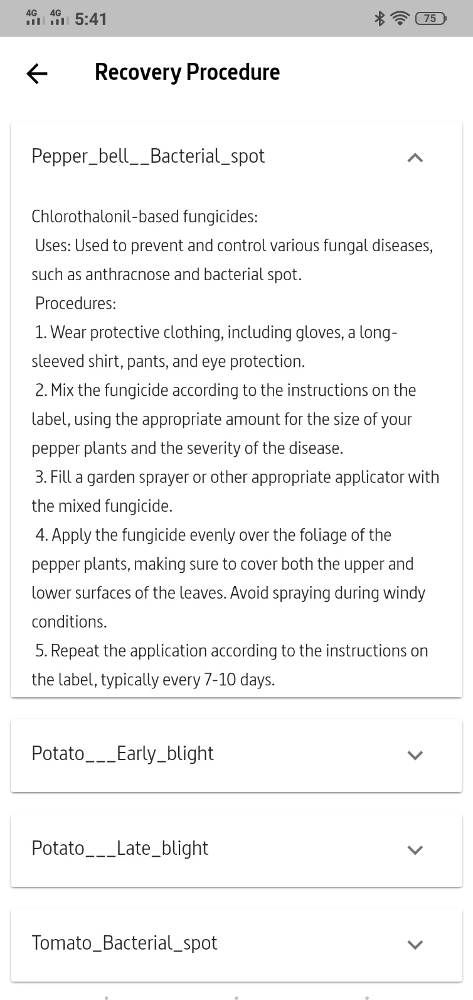 4G 4G 5:41 75
Recovery Procedure
Pepper_bell__Bacterial_spot
Chlorothalonil-based fungicides:
Uses: Used to prevent and control various fungal diseases,
such as anthracnose and bacterial spot.
Procedures:
1. Wear protective clothing, including gloves, a long-
sleeved shirt, pants, and eye protection.
2. Mix the fungicide according to the instructions on the
label, using the appropriate amount for the size of your
pepper plants and the severity of the disease.
3. Fill a garden sprayer or other appropriate applicator with
the mixed fungicide.
4. Apply the fungicide evenly over the foliage of the
pepper plants, making sure to cover both the upper and
lower surfaces of the leaves. Avoid spraying during windy
conditions.
5. Repeat the application according to the instructions on
the label, typically every 7-10 days.
Potato___Early_blight
Potato___Late_blight
Tomato_Bacterial_spot